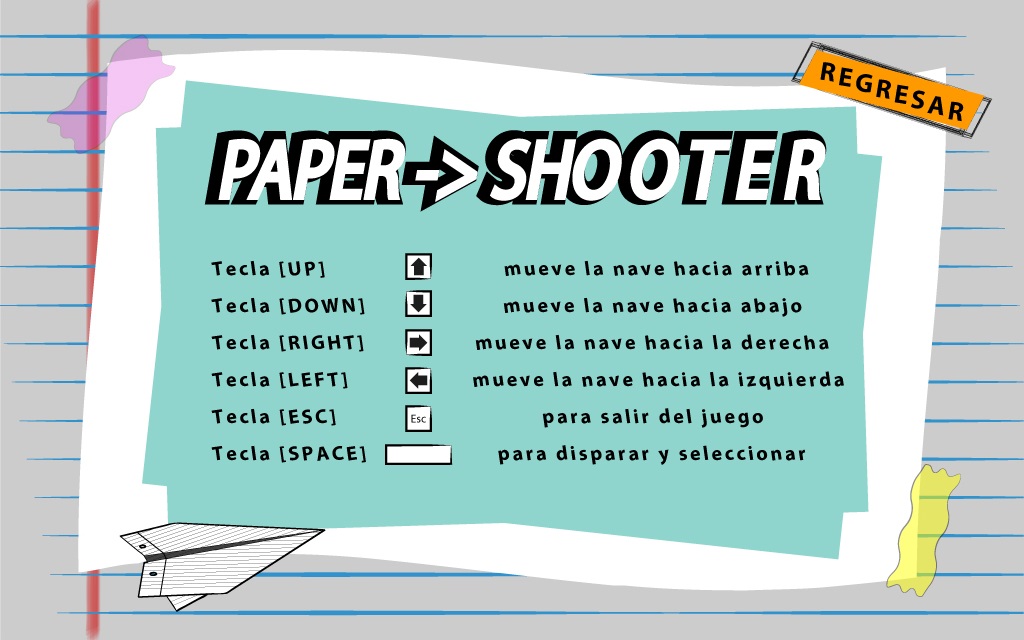 REGRESAR
PAPER->SHOOTER
Tecla [UP] mueve la nave hacia arriba
Tecla [DOWN] mueve la nave hacia abajo
Tecla [RIGHT] mueve la nave hacia la derecha
Tecla [LEFT] mueve la nave hacia la izquierda
Tecla [ESC] Esc para salir del juego
Tecla [SPACE] para disparar y seleccionar